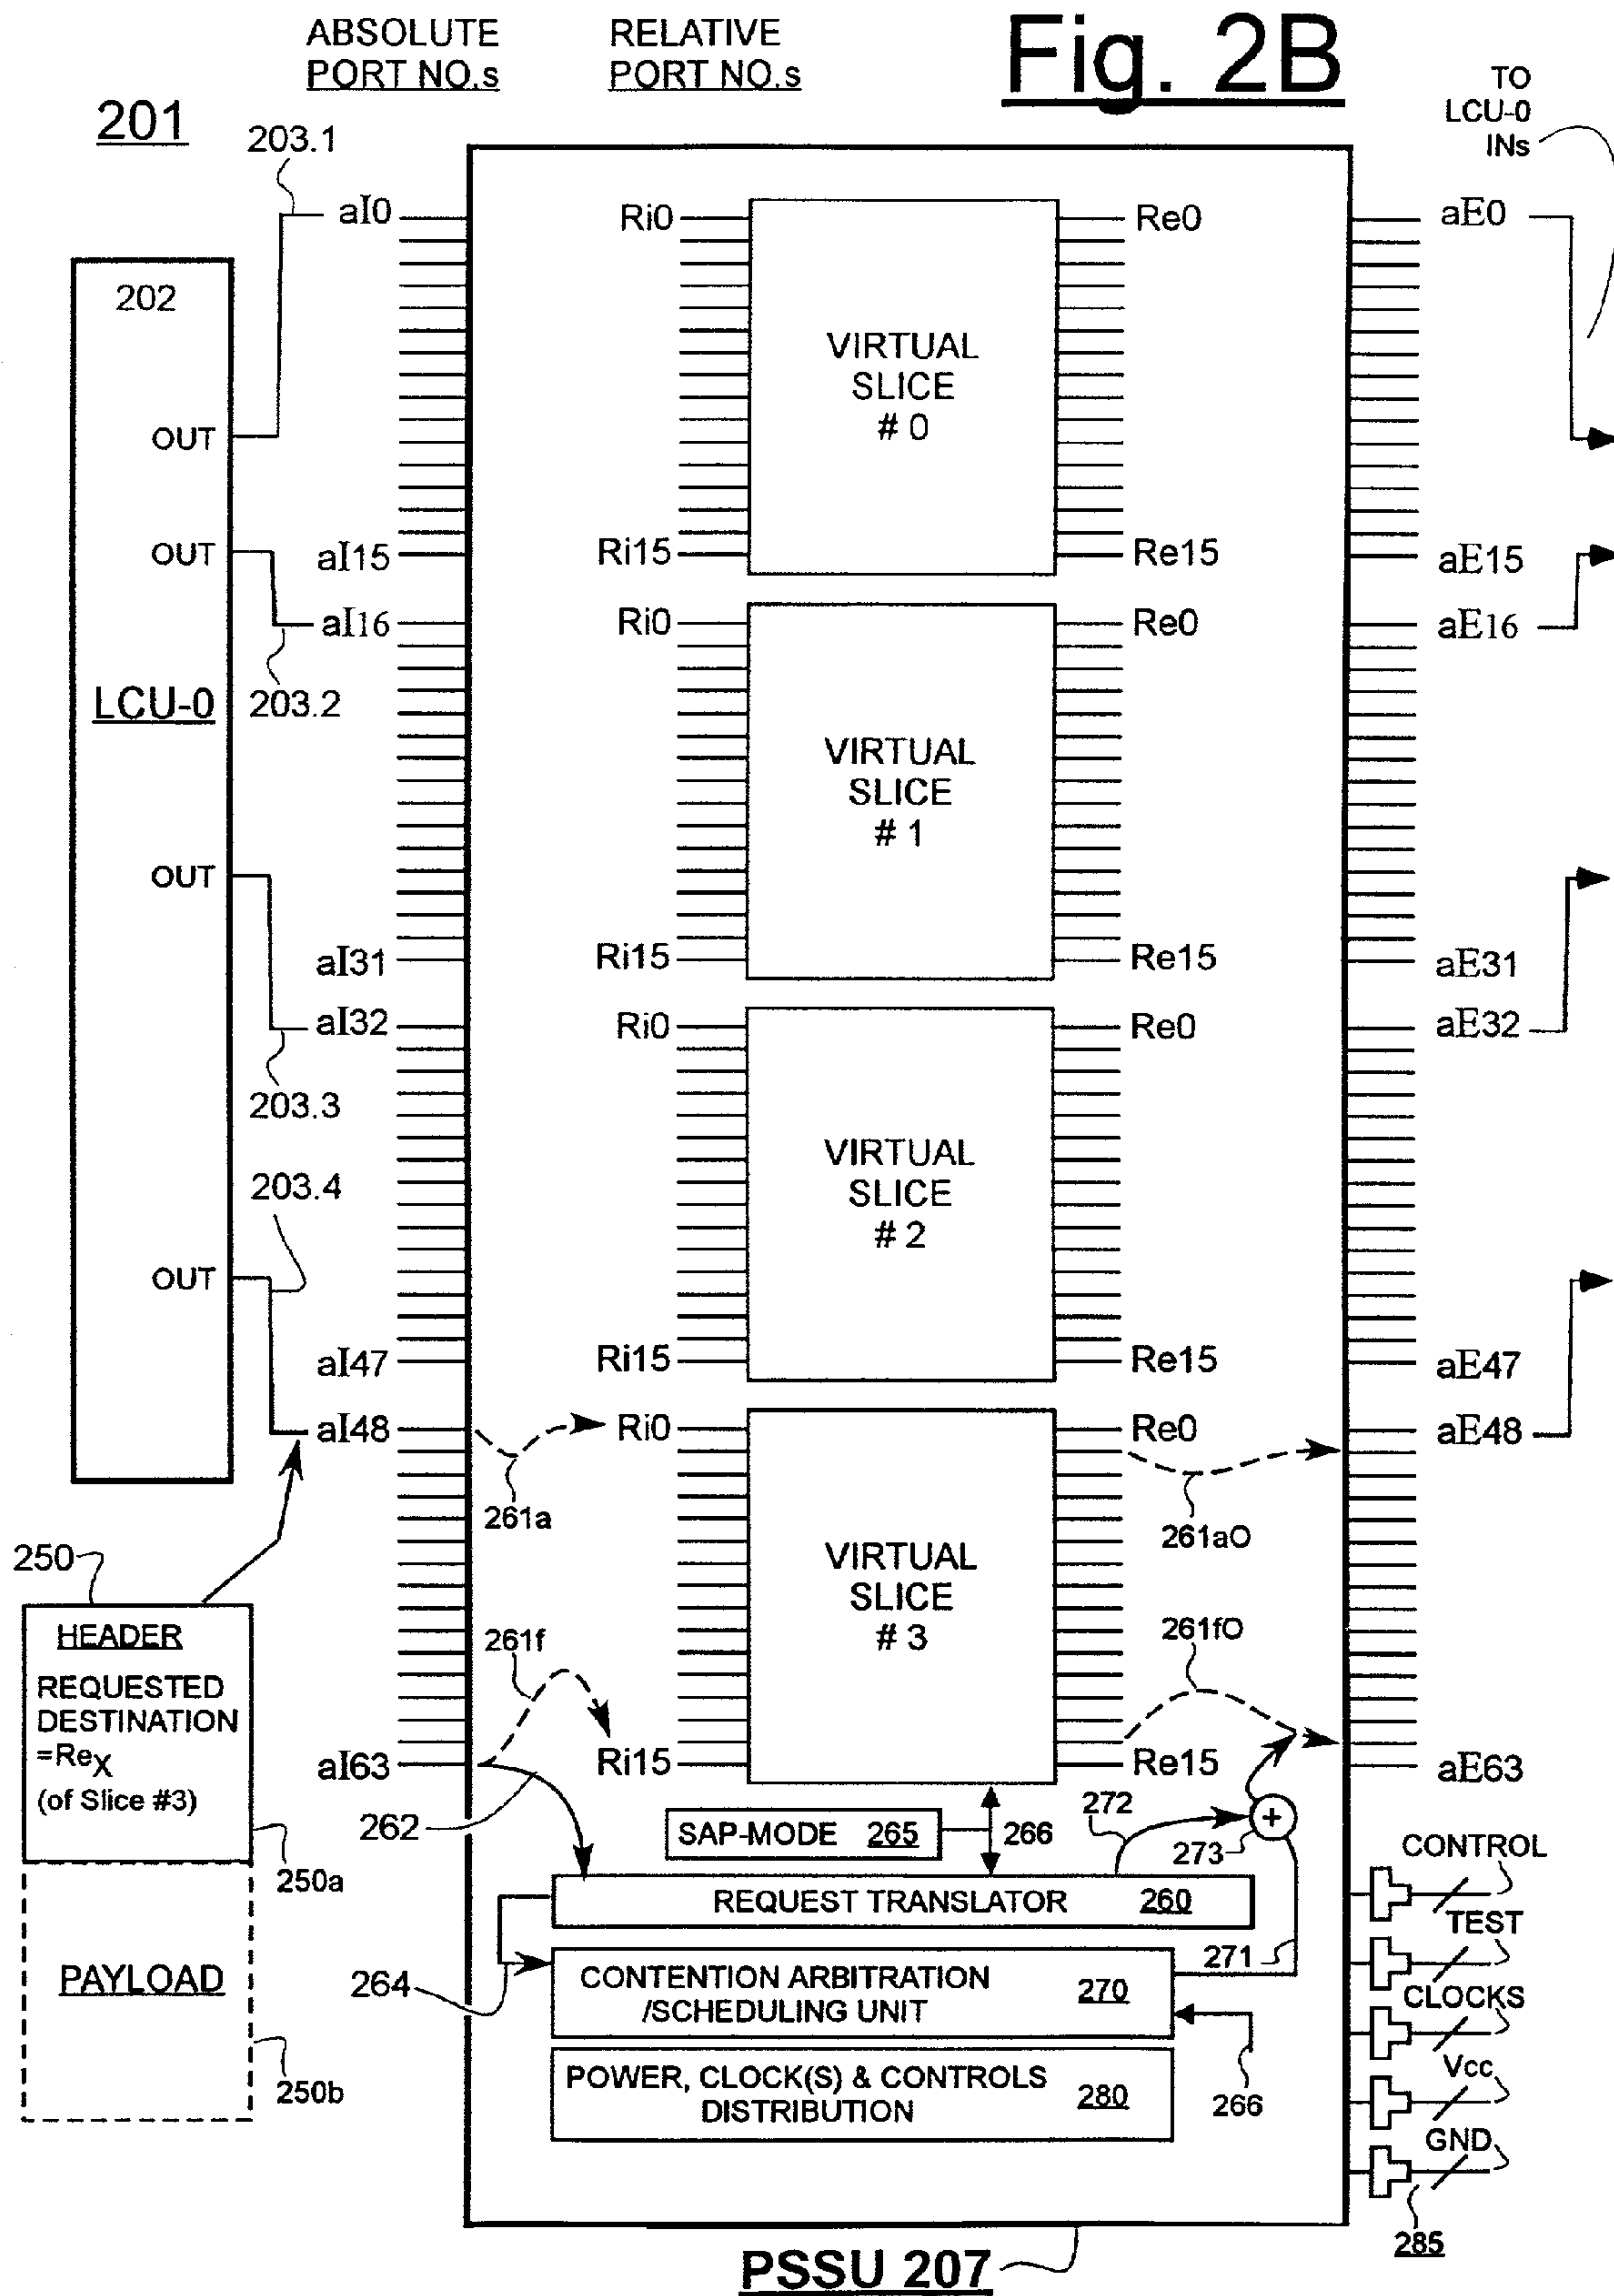 ABSOLUTE
PORT NO.s
RELATIVE
PORT NO.s
Fig. 2B
TO
LCU-0
INs
201
203.1
aI0
Ri0
Re0
aE0
202
VIRTUAL
SLICE
# 0
OUT
OUT
aI15
Ri15
Re15
aE15
aI16
Ri0
Re0
aE16
LCU-0
203.2
VIRTUAL
SLICE
# 1
OUT
aI31
Ri15
Re15
aE31
aI32
Ri0
Re0
aE32
203.3
VIRTUAL
SLICE
# 2
203.4
OUT
aI47
Ri15
Re15
aE47
aI48
Ri0
Re0
aE48
261a
261aO
250
VIRTUAL
SLICE
# 3
HEADER
REQUESTED
DESTINATION
=ReX
(of Slice #3)
261f
261fO
aI63
Ri15
Re15
aE63
262
SAP-MODE 265
266
272
273
CONTROL
250a
REQUEST TRANSLATOR 260
TEST
PAYLOAD
264
CONTENTION ARBITRATION
/SCHEDULING UNIT
270
271
CLOCKS
250b
POWER, CLOCK(S) & CONTROLS
DISTRIBUTION
280
266
Vcc
GND
285
PSSU 207